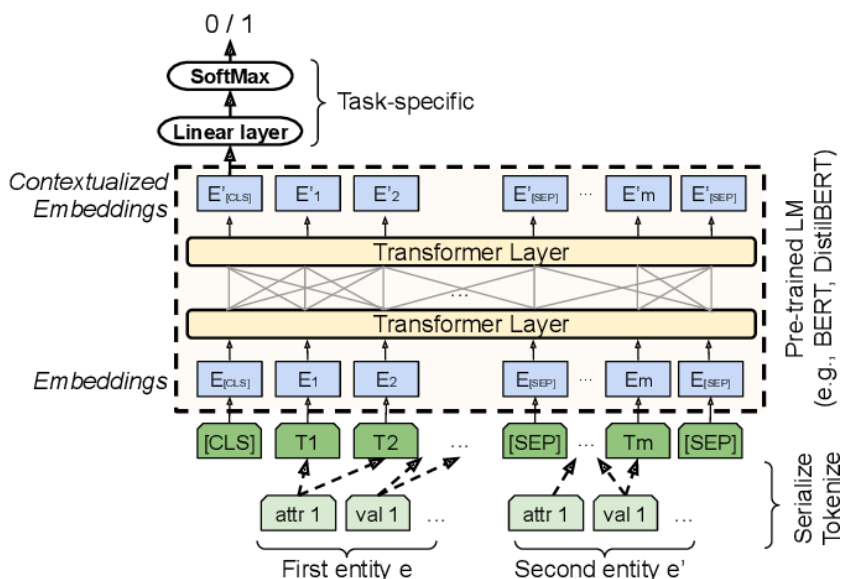 0 / 1
SoftMax
Linear layer
Task-specific
Contextualized
Embeddings
E'[CLS] E'1 E'2 E'[SEP] ... E'm E'[SEP]
Transformer Layer
...
Transformer Layer
Embeddings
E[CLS] E1 E2 E[SEP] ... Em E[SEP]
Pre-trained LM
(e.g., BERT, DistilBERT)
[CLS] T1 T2 ... [SEP] ... Tm [SEP]
attr 1 val 1 ... attr 1 val 1 ...
Serialize
Tokenize
First entity e Second entity e'